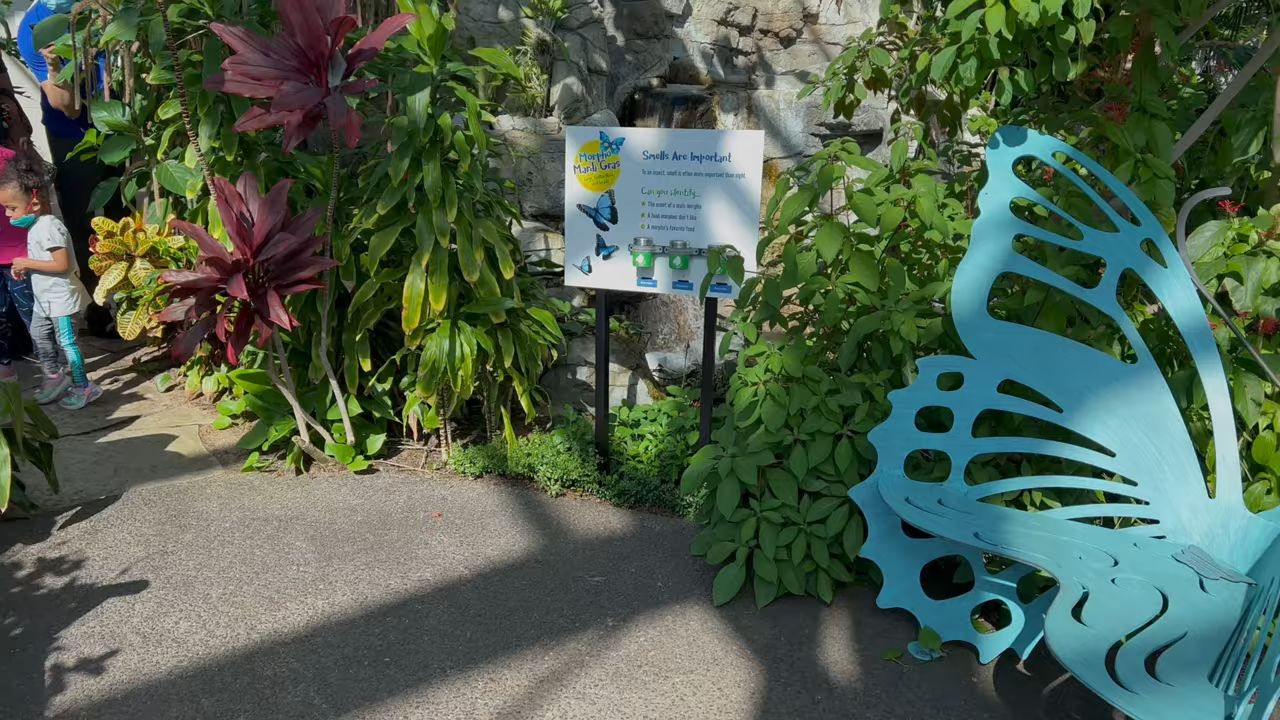 Morpho
Mardi Gras
Smells Are Important
To an insect, smell is often more important than sight.
Can you identify...
The scent of a male morpho
A food morphos don't like
A morpho's favorite food